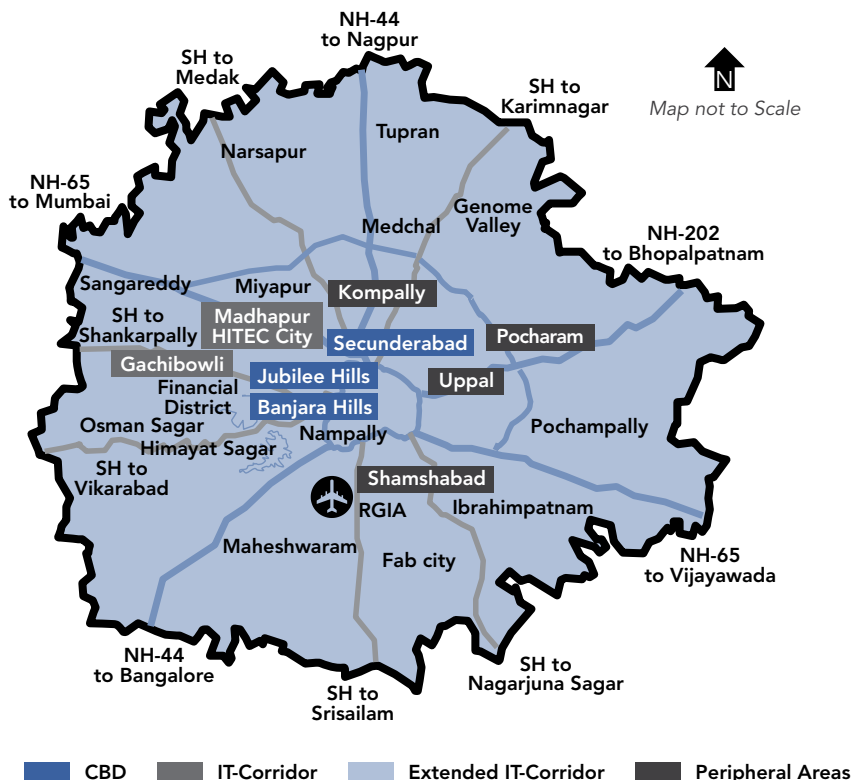 NH-44
to Nagpur
SH to
Medak
N
Map not to Scale
SH to
Karimnagar
Tupran
Narsapur
NH-65
to Mumbai
Genome
Valley
Medchal
NH-202
to Bhopalpatnam
Sangareddy
Miyapur
Kompally
SH to
Shankarpally
Madhapur
HITEC City
Secunderabad
Pocharam
Gachibowli
Jubilee Hills
Uppal
Financial
District
Banjara Hills
Osman Sagar
Nampally
Pochampally
Himayat Sagar
SH to
Vikarabad
Shamshabad
RGIA
Ibrahimpatnam
Maheshwaram
Fab city
NH-65
to Vijayawada
NH-44
to Bangalore
SH to
Nagarjuna Sagar
SH to
Srisailam
CBD
IT-Corridor
Extended IT-Corridor
Peripheral Areas